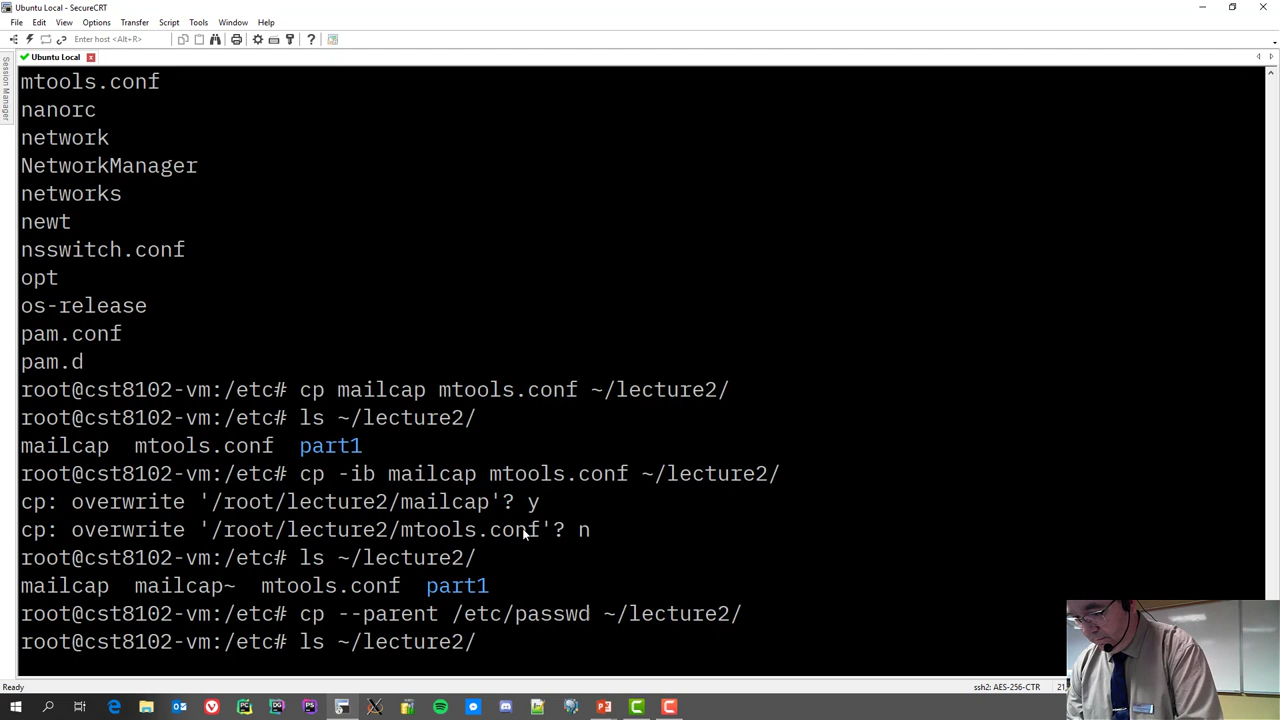 Ubuntu Local - SecureCRT
File Edit View Options Transfer Script Tools Window Help
Enter host <Alt+R>
Session Manager
Ubuntu Local
mtools.conf
nanorc
network
NetworkManager
networks
newt
nsswitch.conf
opt
os-release
pam.conf
pam.d
root@cst8102-vm:/etc# cp mailcap mtools.conf ~/lecture2/
root@cst8102-vm:/etc# ls ~/lecture2/
mailcap mtools.conf part1
root@cst8102-vm:/etc# cp -ib mailcap mtools.conf ~/lecture2/
cp: overwrite '/root/lecture2/mailcap'? y
cp: overwrite '/root/lecture2/mtools.conf'? n
root@cst8102-vm:/etc# ls ~/lecture2/
mailcap mailcap~ mtools.conf part1
root@cst8102-vm:/etc# cp --parent /etc/passwd ~/lecture2/
root@cst8102-vm:/etc# ls ~/lecture2/
Ready ssh2: AES-256-CTR 21,